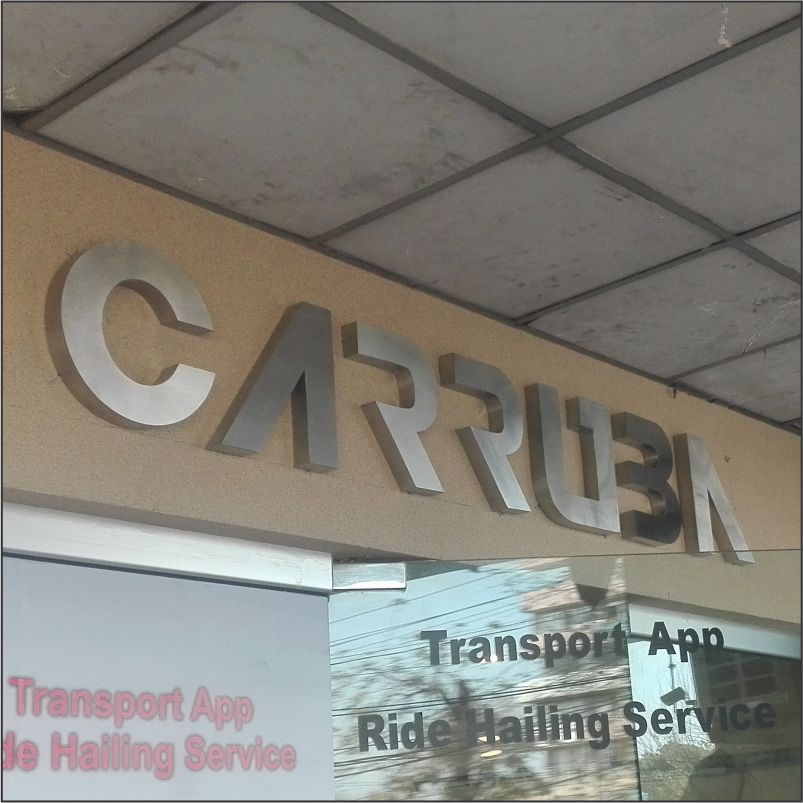 CARRUBA
Transport App
Ride Hailing Service
Transport App
de Hailing Service